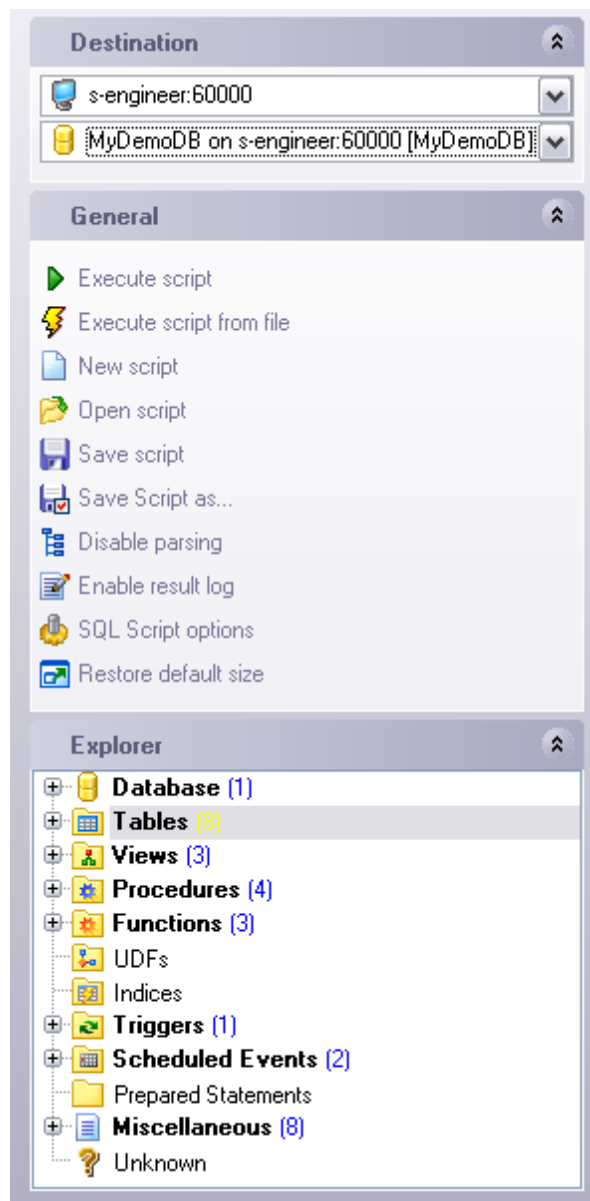 Destination
s-engineer:60000
MyDemoDB on s-engineer:60000 [MyDemoDB]
General
Execute script
Execute script from file
New script
Open script
Save script
Save Script as...
Disable parsing
Enable result log
SQL Script options
Restore default size
Explorer
Database (1)
Tables (8)
Views (3)
Procedures (4)
Functions (3)
UDFs
Indices
Triggers (1)
Scheduled Events (2)
Prepared Statements
Miscellaneous (8)
Unknown